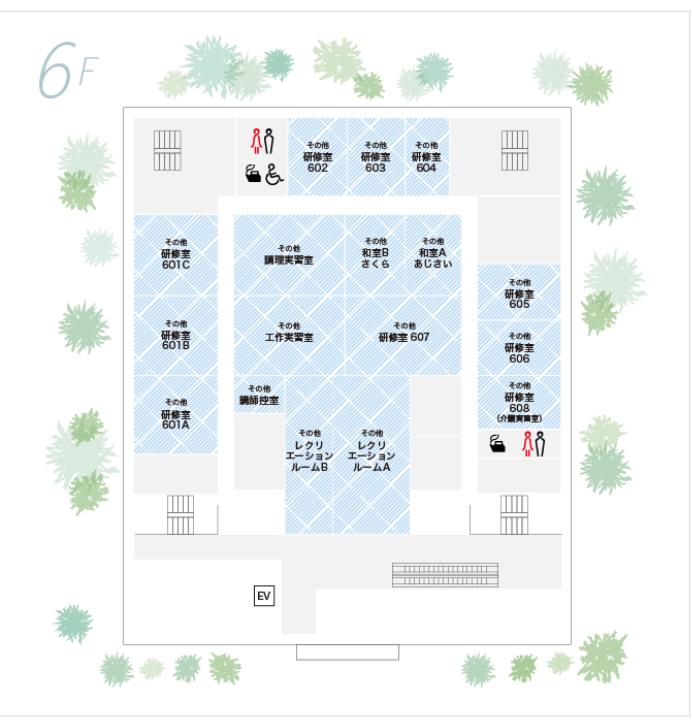 6F
その他
研修室
602
その他
研修室
603
その他
研修室
604
その他
研修室
601C
その他
調理実習室
その他
和室B
さくら
その他
和室A
あじさい
その他
研修室
605
その他
研修室
601B
その他
工作実習室
その他
研修室 607
その他
研修室
606
その他
研修室
601A
その他
講師控室
その他
研修室
608
(介護実習室)
その他
レクリ
エーション
ルームB
その他
レクリ
エーション
ルームA
EV